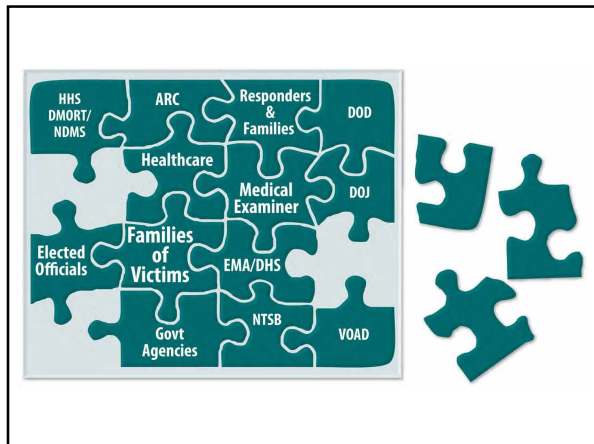 HHS
DMORT/
NDMS
ARC
Responders
&
Families
DOD
Healthcare
Medical
Examiner
DOJ
Elected
Officials
Families
of
Victims
EMA/DHS
Govt
Agencies
NTSB
VOAD